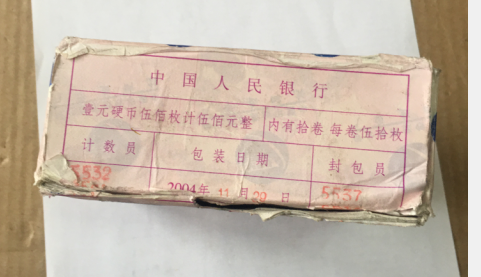 中国人民银行
壹元硬币伍佰枚计伍佰元整 内有拾卷 每卷伍拾枚
计数员 包装日期 封包员
5532 2004年11月29日 5537